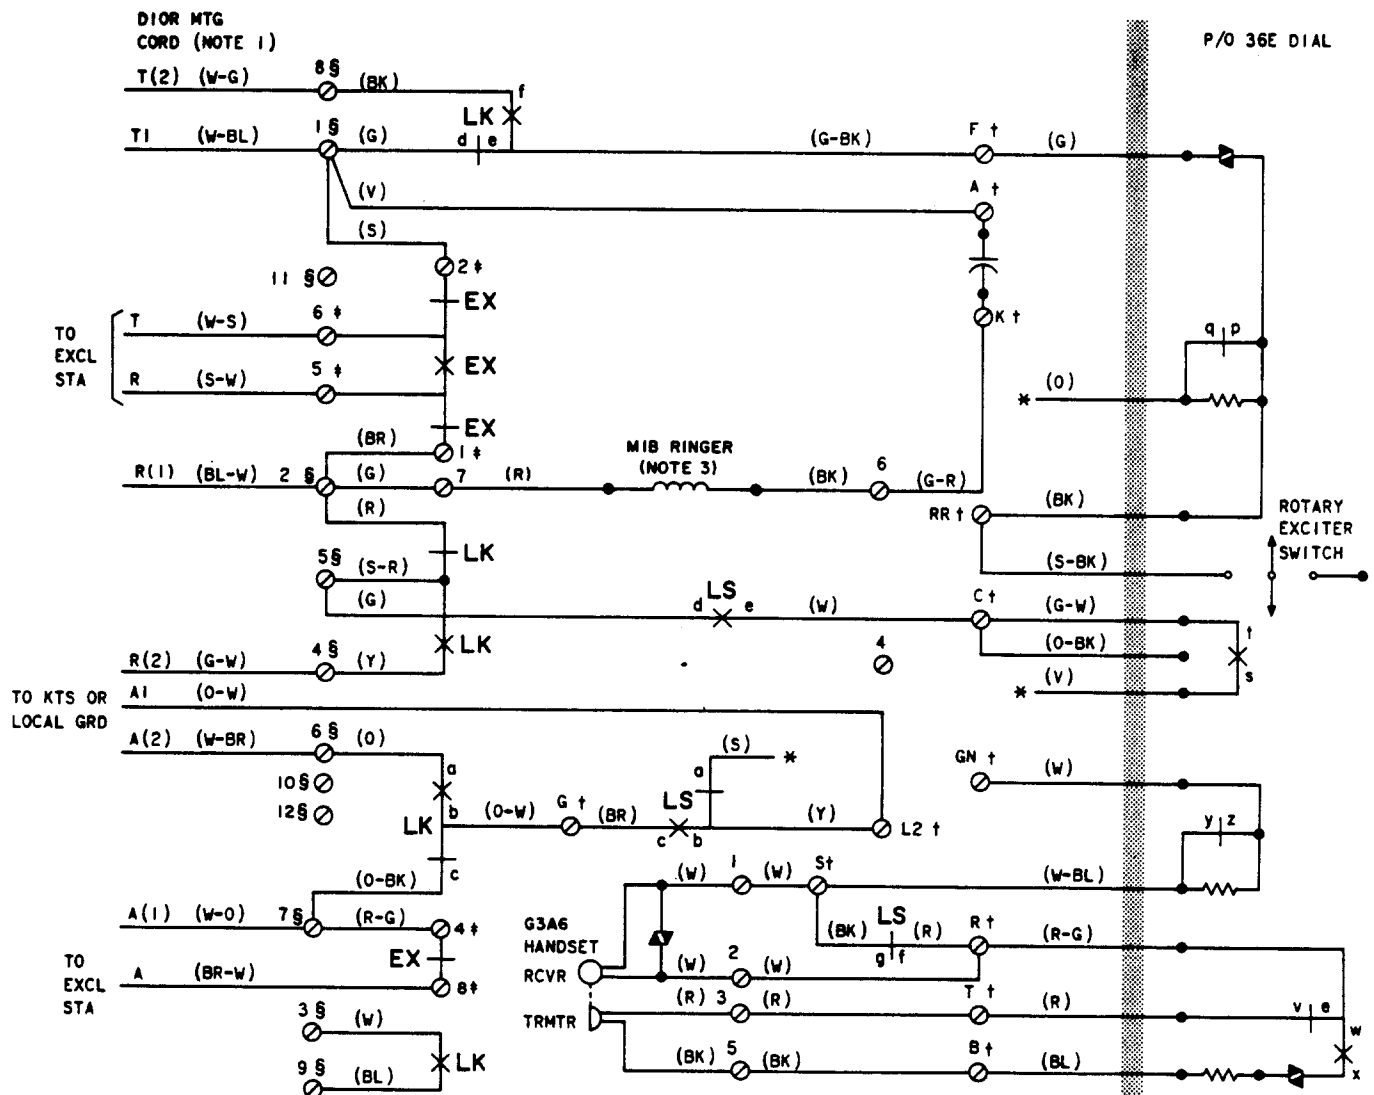 DIOR MTG
CORD (NOTE 1)
P/O 36E DIAL
T(2) (W-G) 8§ (BK) f
LK
T1 (W-BL) 1§ (G) d e (G-BK) F † (G)
(V) A †
(S)
2‡
11 §
EX
TO
EXCL
STA
T (W-S) 6 ‡
K †
q p
EX
R (S-W) 5 ‡
* (O)
EX
(BR) 1‡
MIB RINGER
(NOTE 3)
R(1) (BL-W) 2 § (G) 7 (R) (BK) 6 (G-R)
(R)
RR † (BK)
ROTARY
EXCITER
SWITCH
LK
5§ (S-R) (S-BK)
(G) LS
d e (W) C † (G-W)
t
LK 4 (O-BK)
s
R(2) (G-W) 4§ (Y)
* (V)
TO KTS OR
LOCAL GRD
A1 (O-W)
A(2) (W-BR) 6§ (O)
(S) *
a a
GN † (W)
10§
12§
b
LK (O-W) G † (BR) LS (Y) L2 †
c b
y z
c
(O-BK)
(W) 1 (W) S† (W-BL)
A(1) (W-O) 7§ (R-G) 4‡
G3A6
HANDSET
RCVR
(BK) LS (R) R † (R-G)
g f
EX
(W) 2 (W)
TO
EXCL
STA
A (BR-W) 8‡
(R) 3 (R) T † (R)
v e
TRMTR
3§ (W)
w
LK
(BK) 5 (BK) B † (BL)
x
9§ (BL)